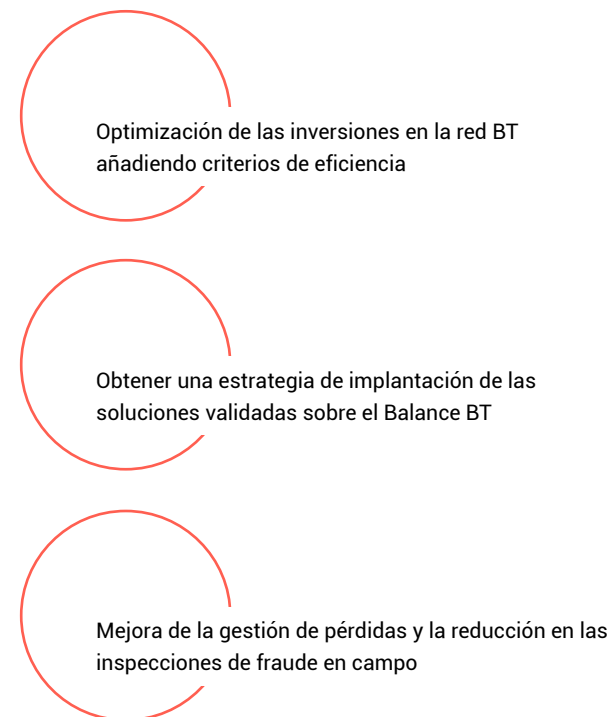 Optimización de las inversiones en la red BT
añadiendo criterios de eficiencia
Obtener una estrategia de implantación de las
soluciones validadas sobre el Balance BT
Mejora de la gestión de pérdidas y la reducción en las
inspecciones de fraude en campo